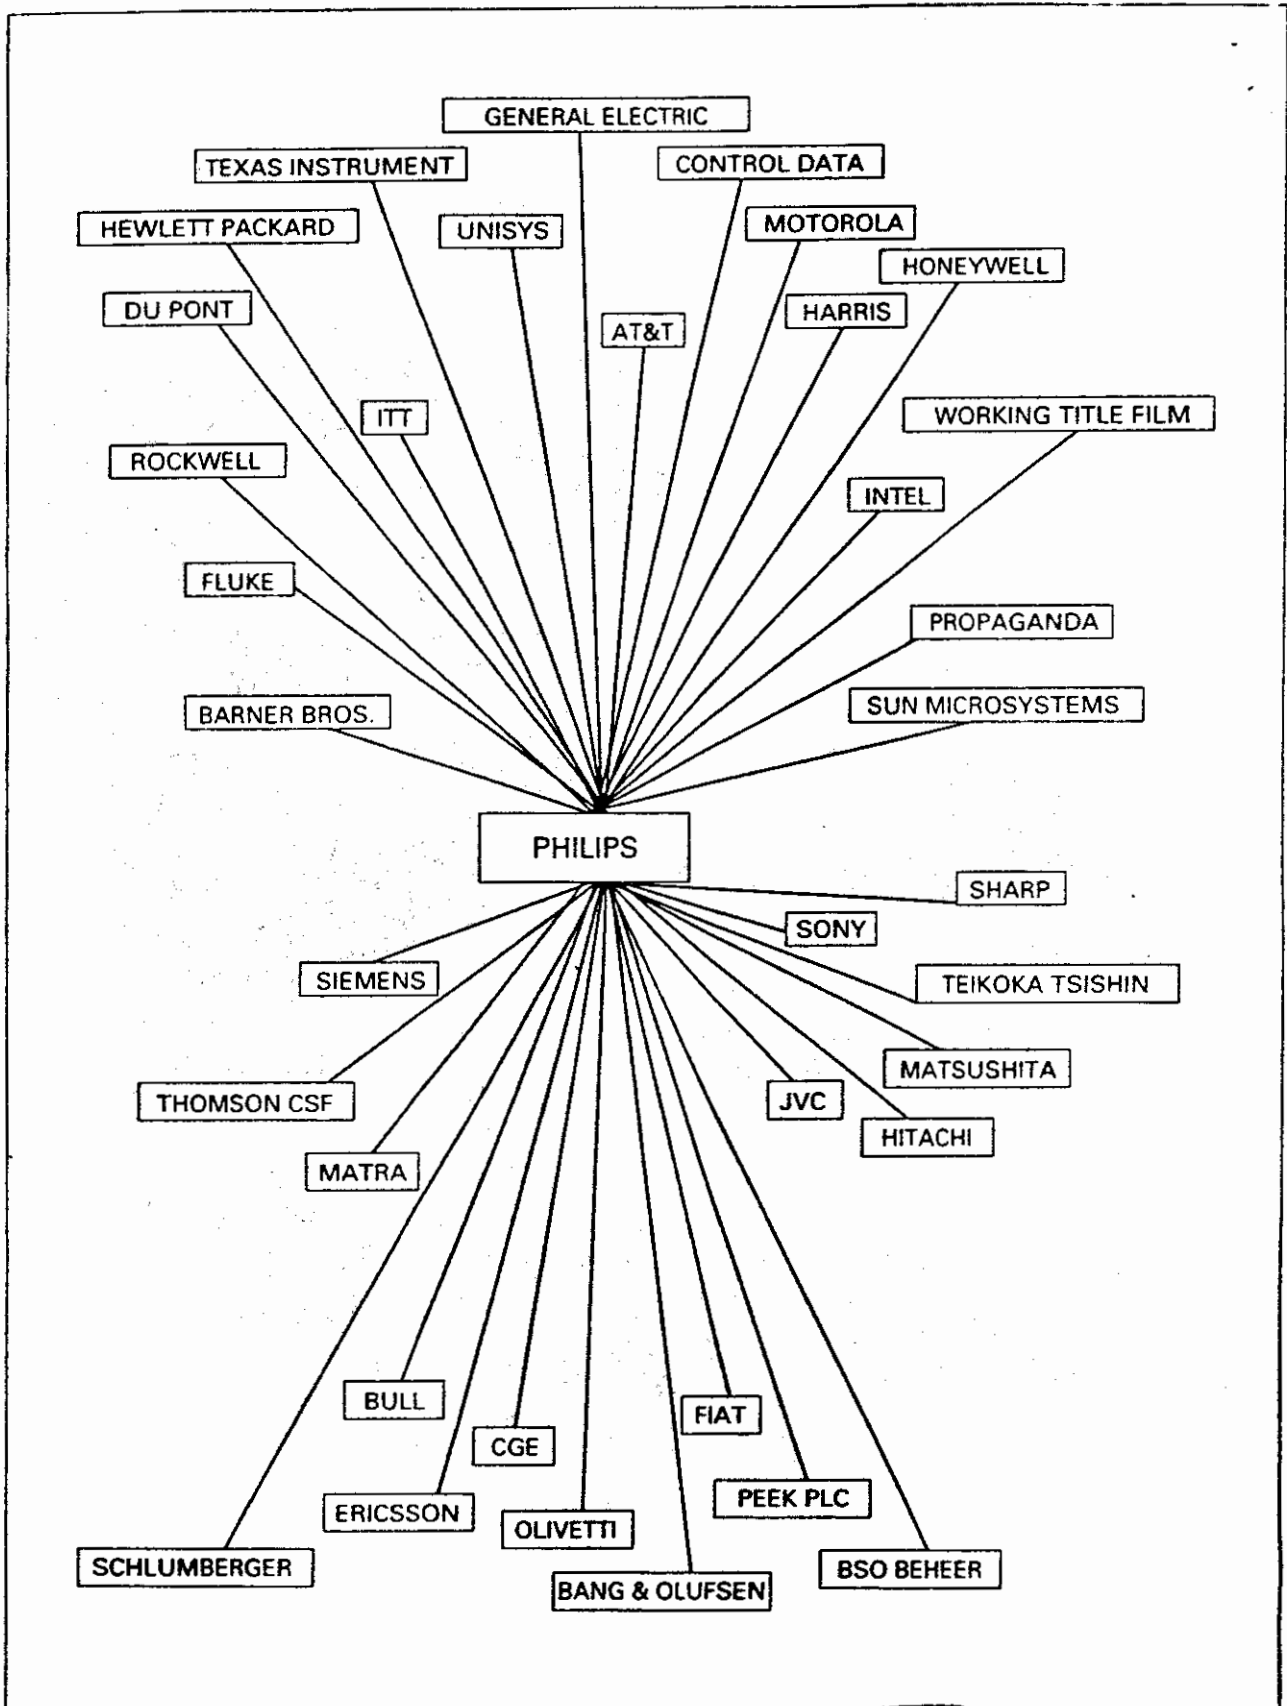 GENERAL ELECTRIC
TEXAS INSTRUMENT
CONTROL DATA
HEWLETT PACKARD
UNISYS
MOTOROLA
HONEYWELL
DU PONT
AT&T
HARRIS
ITT
WORKING TITLE FILM
ROCKWELL
INTEL
FLUKE
PROPAGANDA
BARNER BROS.
SUN MICROSYSTEMS
PHILIPS
SHARP
SONY
SIEMENS
TEIKOKA TSISHIN
MATSUSHITA
THOMSON CSF
JVC
HITACHI
MATRA
BULL
FIAT
CGE
PEEK PLC
ERICSSON
OLIVETTI
SCHLUMBERGER
BSO BEHEER
BANG & OLUFSEN